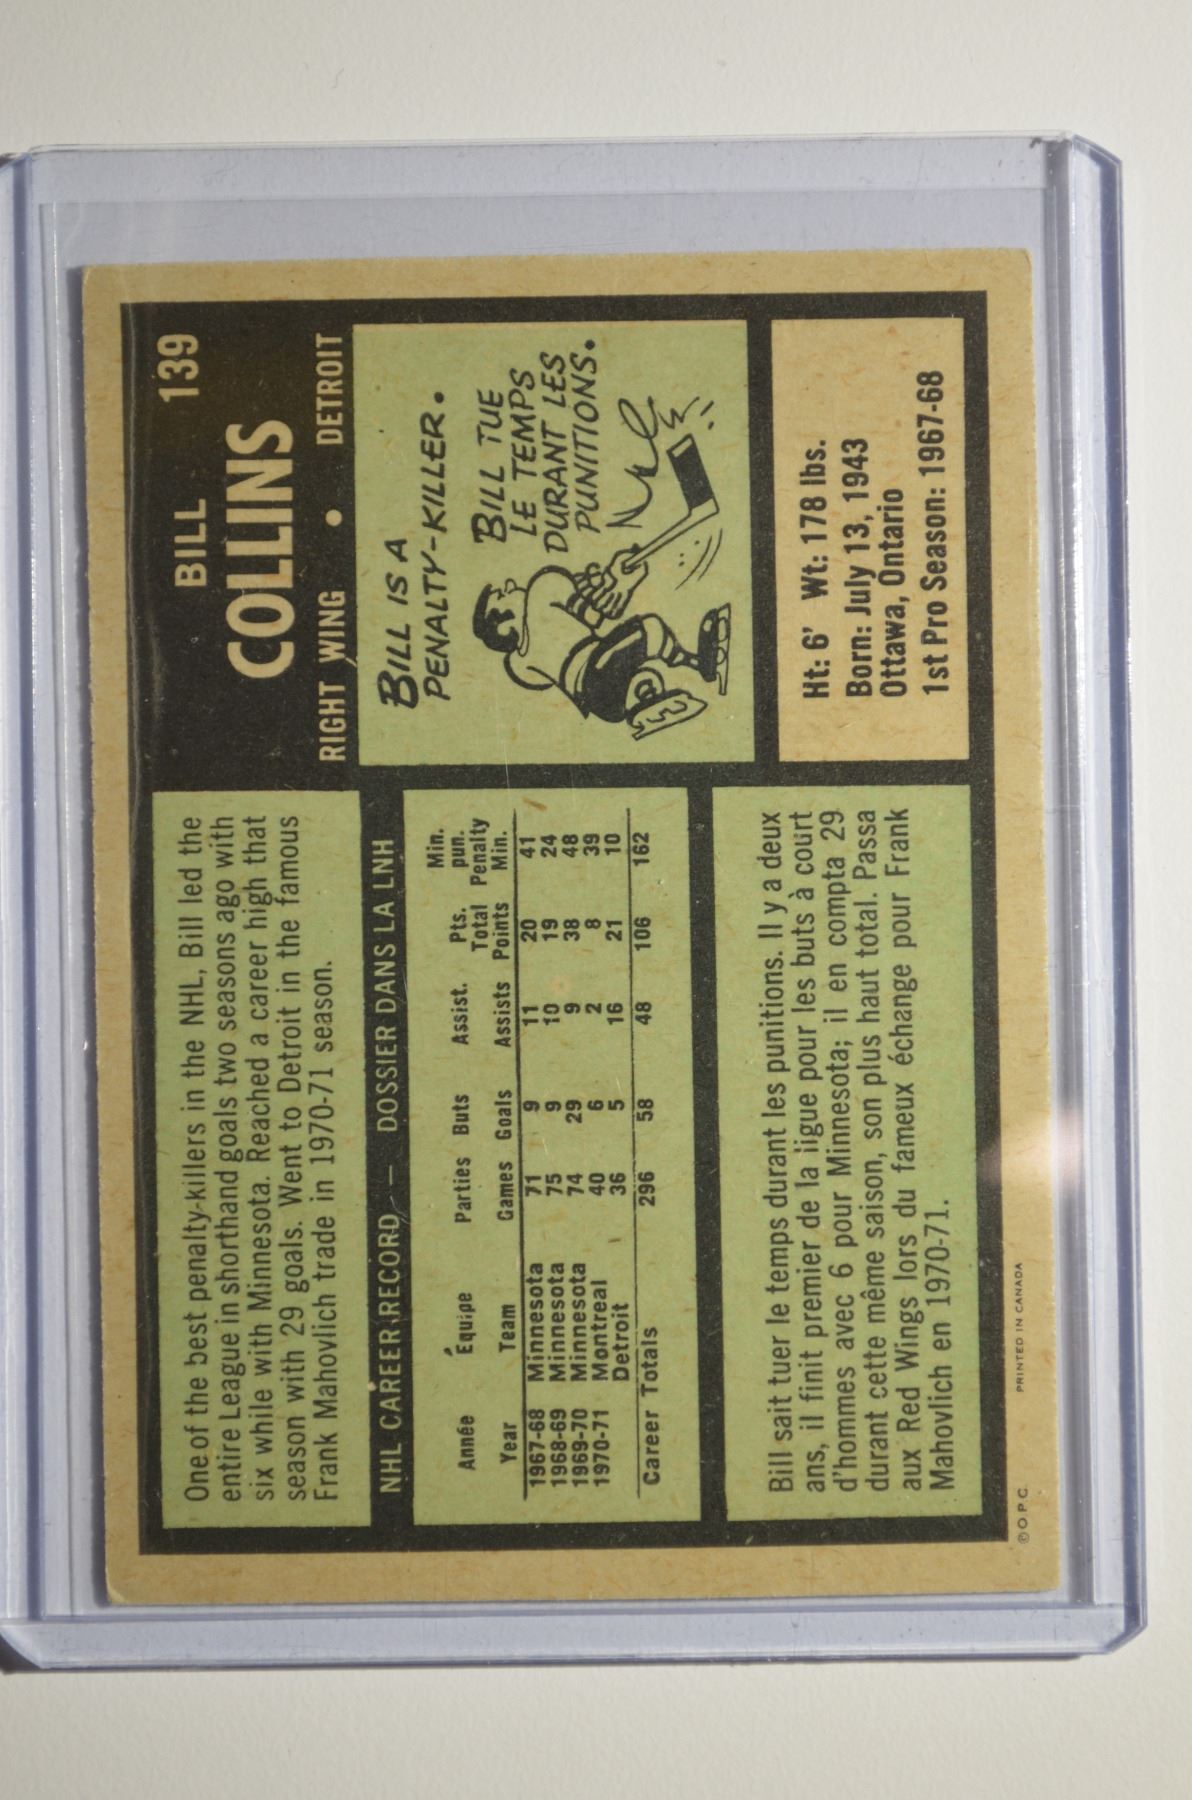 One of the best penalty-killers in the NHL, Bill led the
entire League in shorthand goals two seasons ago with
six while with Minnesota. Reached a career high that
season with 29 goals. Went to Detroit in the famous
Frank Mahovlich trade in 1970-71 season.
BILL 139
COLLINS
RIGHT WING • DETROIT
NHL CAREER RECORD — DOSSIER DANS LA LNH
Année Équipe Parties Buts Assist. Pts. Min.
Total pun.
Year Team Games Goals Assists Points Penalty
Min.
1967-68 Minnesota 71 9 11 20 41
1968-69 Minnesota 75 9 10 19 24
1969-70 Minnesota 74 29 9 38 48
1970-71 Montreal 40 6 2 8 39
Detroit 36 5 16 21 10
Career Totals 296 58 48 106 162
BILL IS A
PENALTY-KILLER.
BILL TUE
LE TEMPS
DURANT LES
PUNITIONS.
Bill sait tuer le temps durant les punitions. Il y a deux
ans, il finit premier de la ligue pour les buts à court
d'hommes avec 6 pour Minnesota; il en compta 29
durant cette même saison, son plus haut total. Passa
aux Red Wings lors du fameux échange pour Frank
Mahovlich en 1970-71.
Ht: 6' Wt: 178 lbs.
Born: July 13, 1943
Ottawa, Ontario
1st Pro Season: 1967-68
© O.P.C. PRINTED IN CANADA